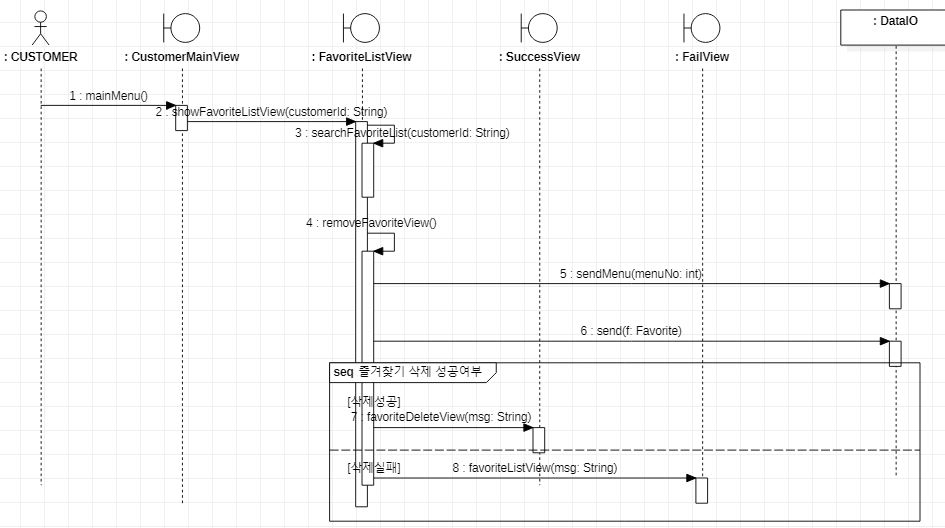 : CUSTOMER
: CustomerMainView
: FavoriteListView
: SuccessView
: FailView
: DataIO
1 : mainMenu()
2 : showFavoriteListView(customerId: String)
3 : searchFavoriteList(customerId: String)
4 : removeFavoriteView()
5 : sendMenu(menuNo: int)
6 : send(f: Favorite)
seq 즐겨찾기 삭제 성공여부
[삭제성공]
7 : favoriteDeleteView(msg: String)
[삭제실패]
8 : favoriteListView(msg: String)